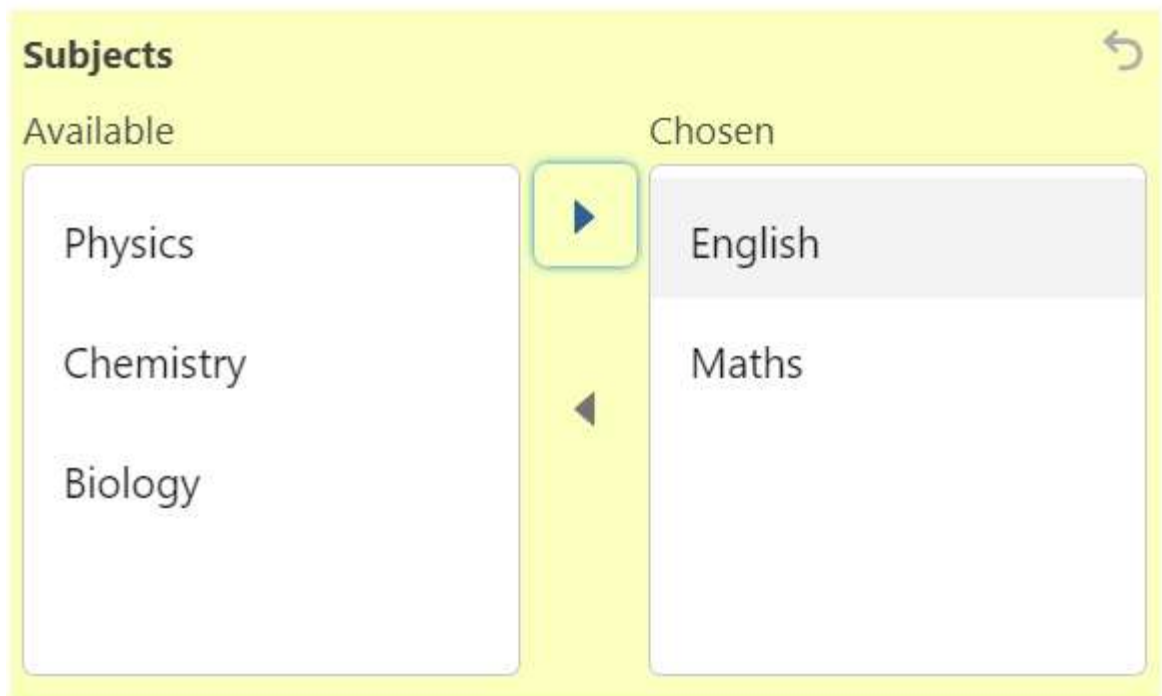 Subjects
Available
Chosen
Physics
Chemistry
Biology
English
Maths